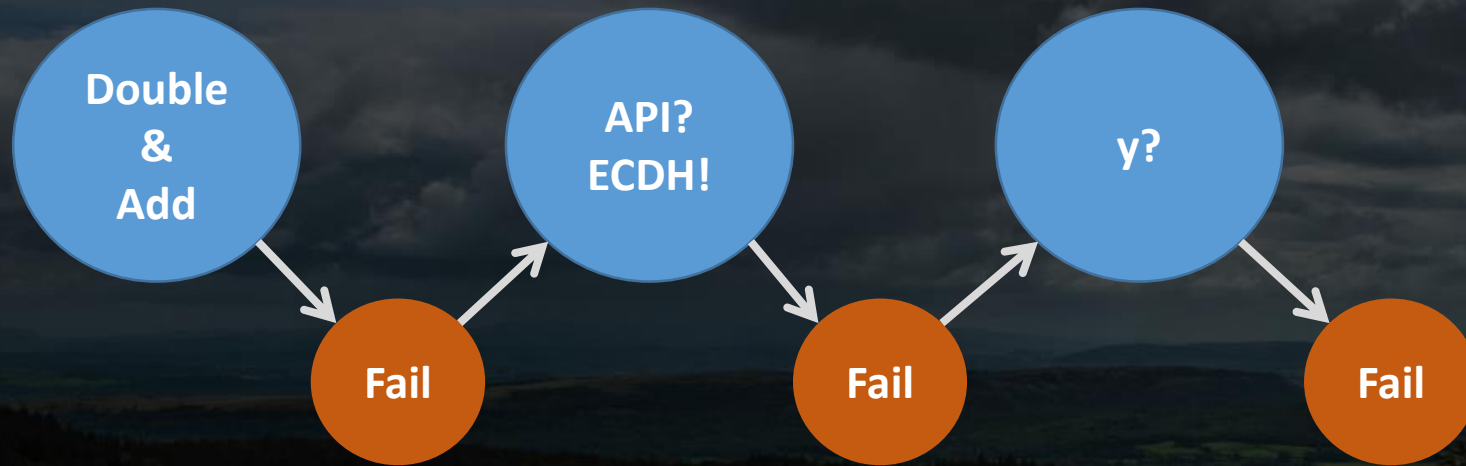 Double
&
Add
Fail
API?
ECDH!
Fail
y?
Fail